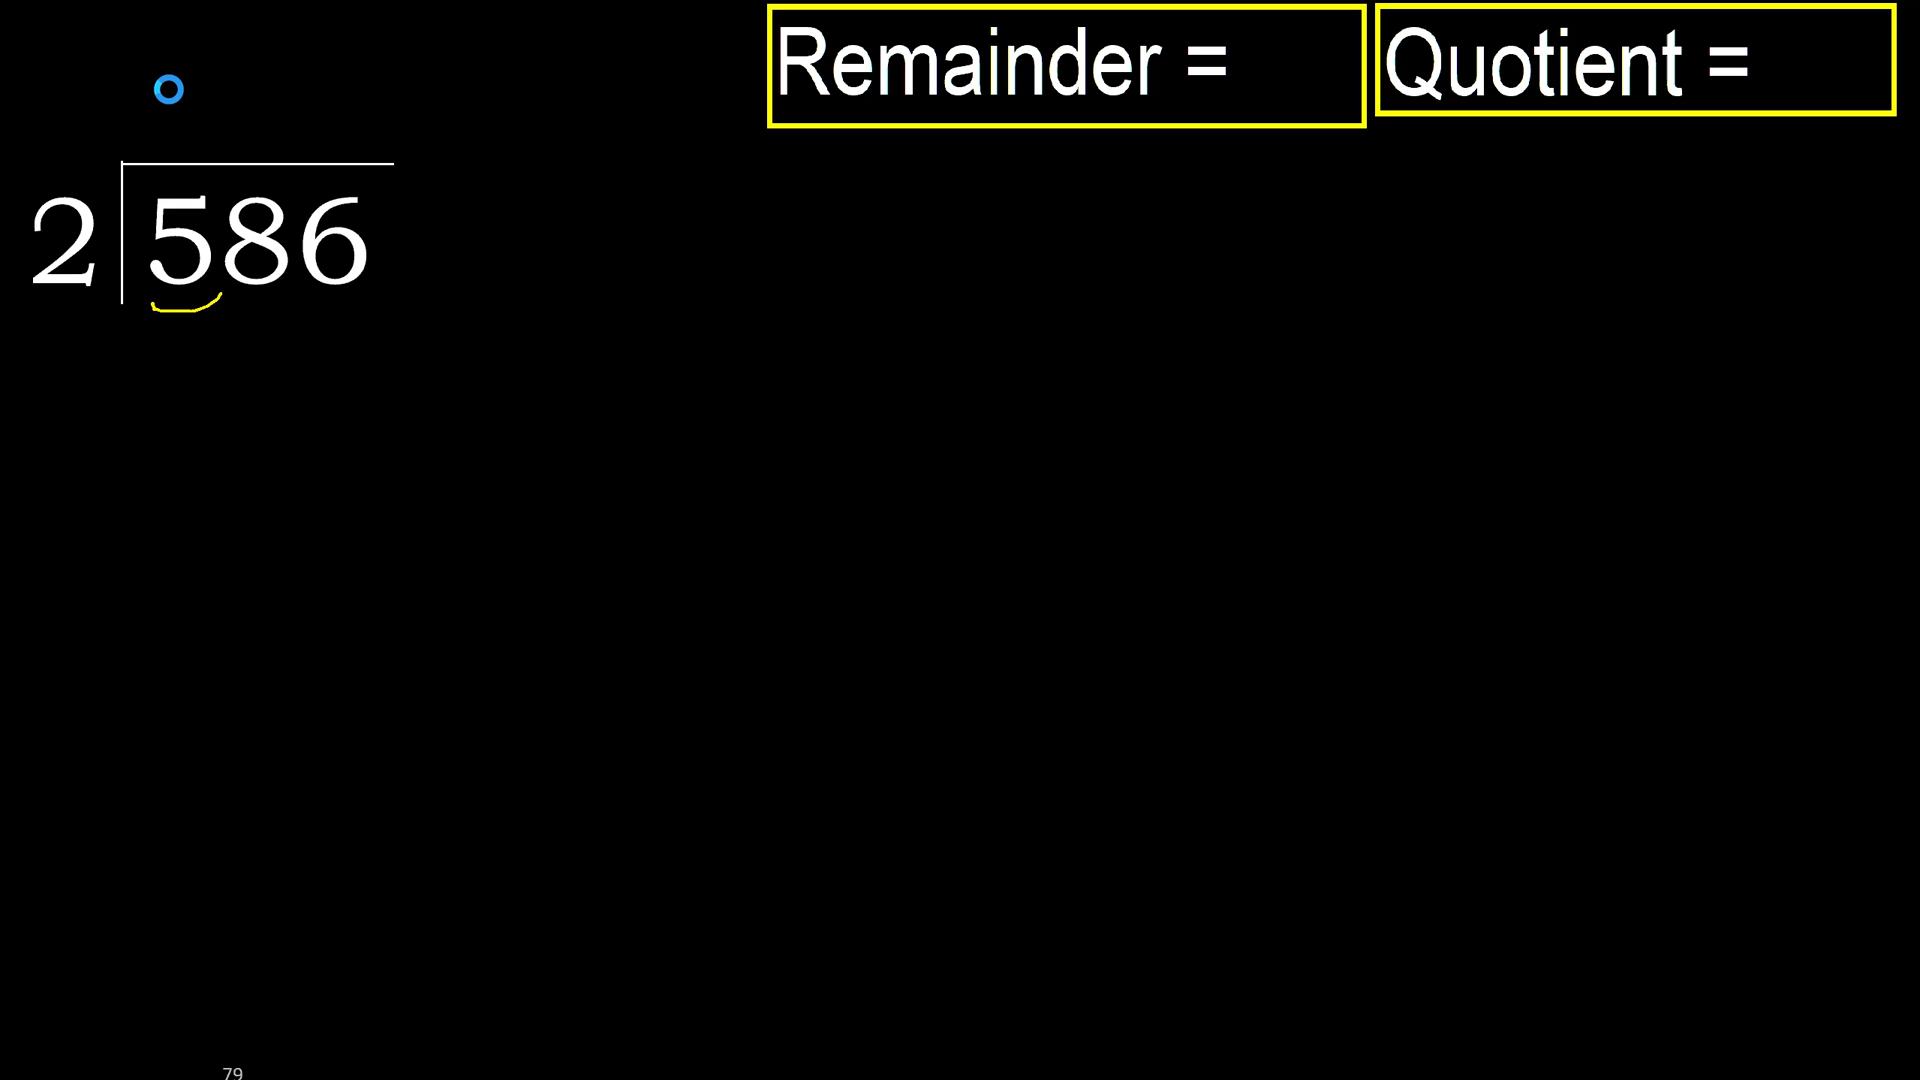 Remainder = Quotient =
2 586
79